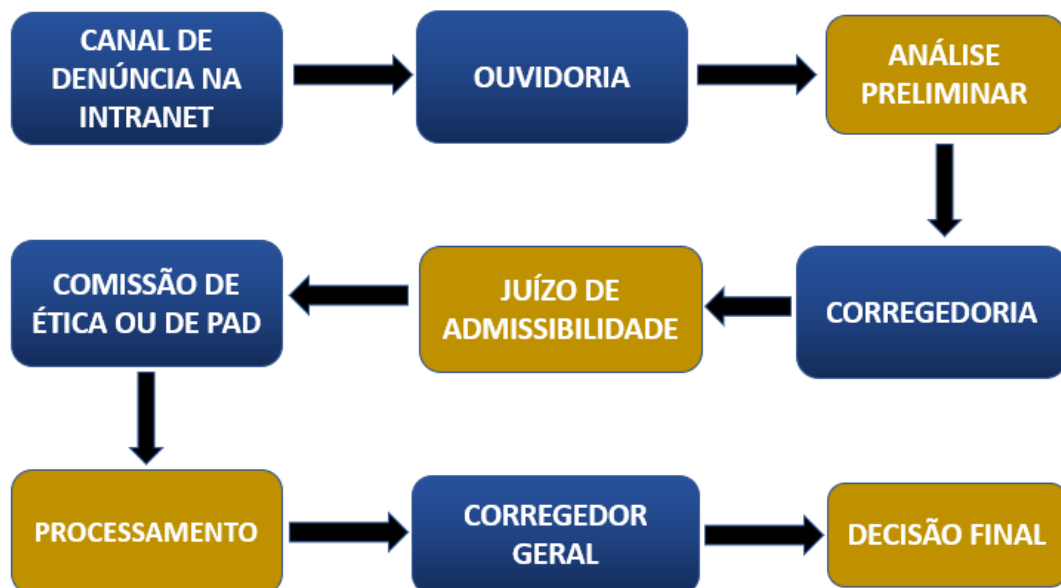 CANAL DE
DENÚNCIA NA
INTRANET
OUVIDORIA
ANÁLISE
PRELIMINAR
CORREGEDORIA
JUÍZO DE
ADMISSIBILIDADE
COMISSÃO DE
ÉTICA OU DE PAD
PROCESSAMENTO
CORREGEDOR
GERAL
DECISÃO FINAL